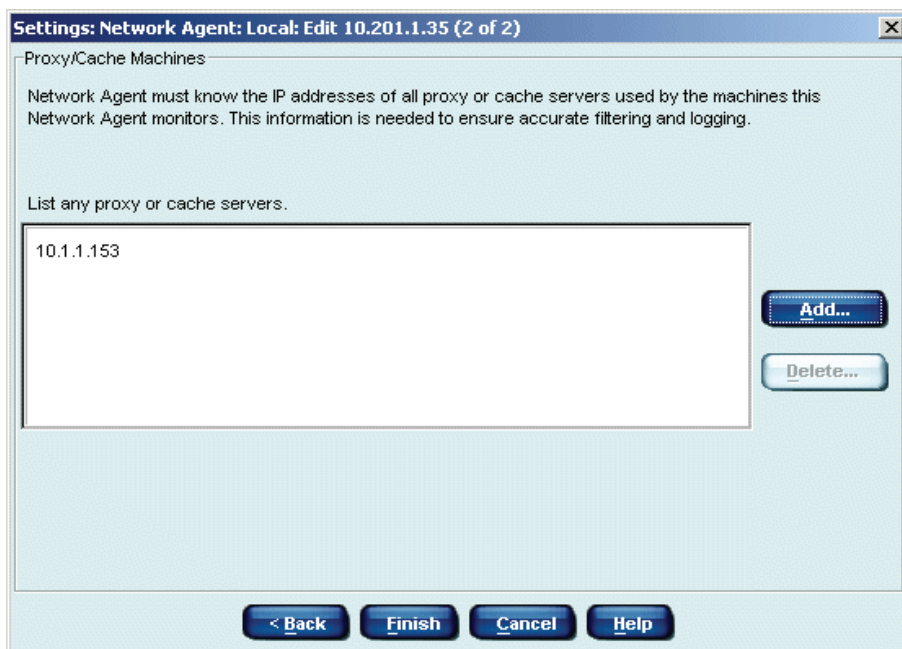 Settings: Network Agent: Local: Edit 10.201.1.35 (2 of 2)
Proxy/Cache Machines
Network Agent must know the IP addresses of all proxy or cache servers used by the machines this
Network Agent monitors. This information is needed to ensure accurate filtering and logging.
List any proxy or cache servers.
10.1.1.153
Add...
Delete...
< Back Finish Cancel Help